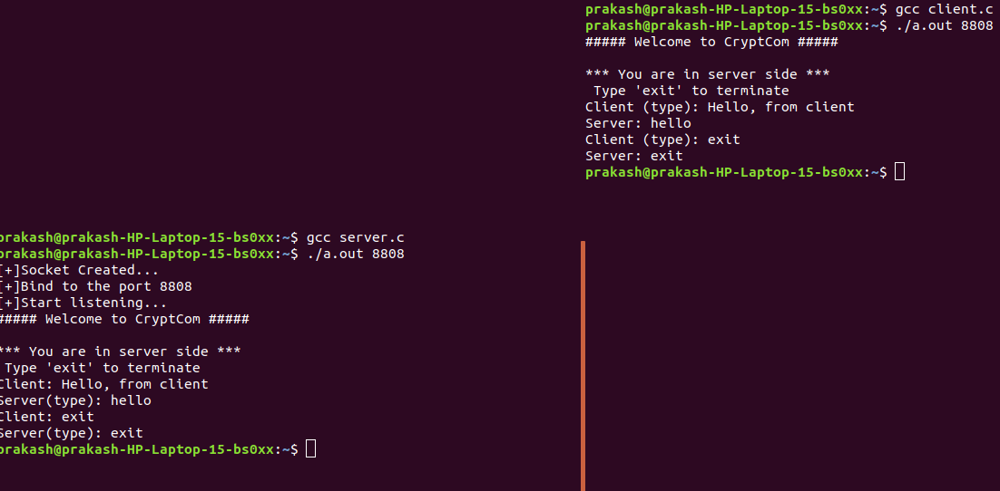 prakash@prakash-HP-Laptop-15-bs0xx:~$ gcc client.c
prakash@prakash-HP-Laptop-15-bs0xx:~$ ./a.out 8808
##### Welcome to CryptCom #####
*** You are in server side ***
Type 'exit' to terminate
Client (type): Hello, from client
Server: hello
Client (type): exit
Server: exit
prakash@prakash-HP-Laptop-15-bs0xx:~$
prakash@prakash-HP-Laptop-15-bs0xx:~$ gcc server.c
prakash@prakash-HP-Laptop-15-bs0xx:~$ ./a.out 8808
[+]Socket Created...
[+]Bind to the port 8808
[+]Start listening...
##### Welcome to CryptCom #####
*** You are in server side ***
Type 'exit' to terminate
Client: Hello, from client
Server(type): hello
Client: exit
Server(type): exit
prakash@prakash-HP-Laptop-15-bs0xx:~$